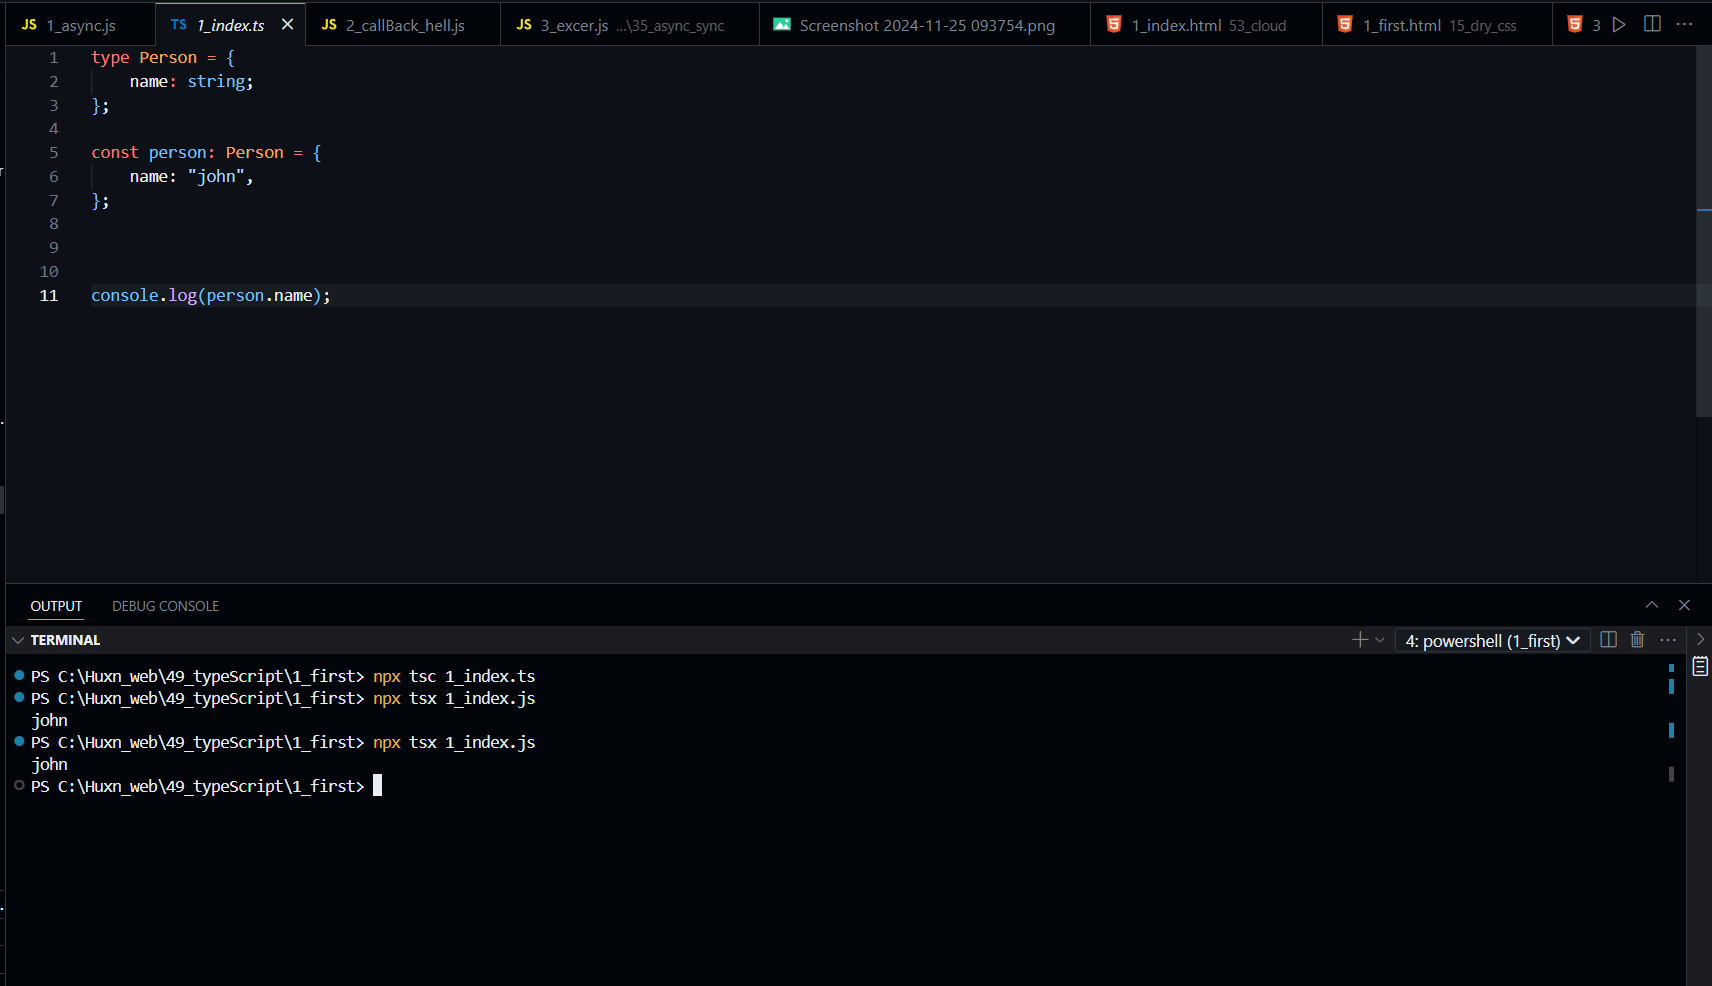 JS 1_async.js TS 1_index.ts JS 2_callBack_hell.js JS 3_excer.js ...\35_async_sync Screenshot 2024-11-25 093754.png 1_index.html 53_cloud 1_first.html 15_dry_css 3
1 type Person = {
2     name: string;
3 };
4
5 const person: Person = {
6     name: "john",
7 };
8
9
10
11 console.log(person.name);
OUTPUT DEBUG CONSOLE
TERMINAL 4: powershell (1_first)
PS C:\Huxn_web\49_typeScript\1_first> npx tsc 1_index.ts
PS C:\Huxn_web\49_typeScript\1_first> npx tsx 1_index.js
john
PS C:\Huxn_web\49_typeScript\1_first> npx tsx 1_index.js
john
PS C:\Huxn_web\49_typeScript\1_first>